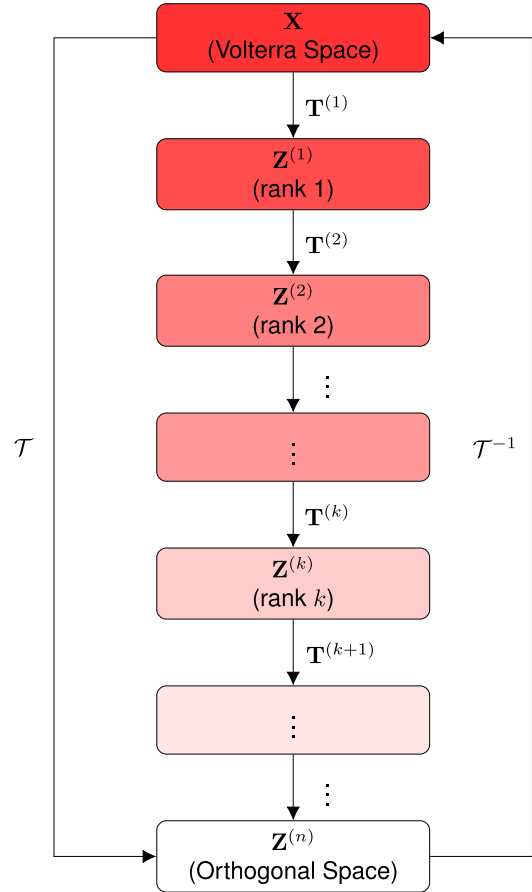 X
(Volterra Space)
T^{(1)}
Z^{(1)}
(rank 1)
T^{(2)}
Z^{(2)}
(rank 2)
⋮
⋮
T^{(k)}
Z^{(k)}
(rank k)
T^{(k+1)}
⋮
⋮
Z^{(n)}
(Orthogonal Space)
𝒯
𝒯^{-1}